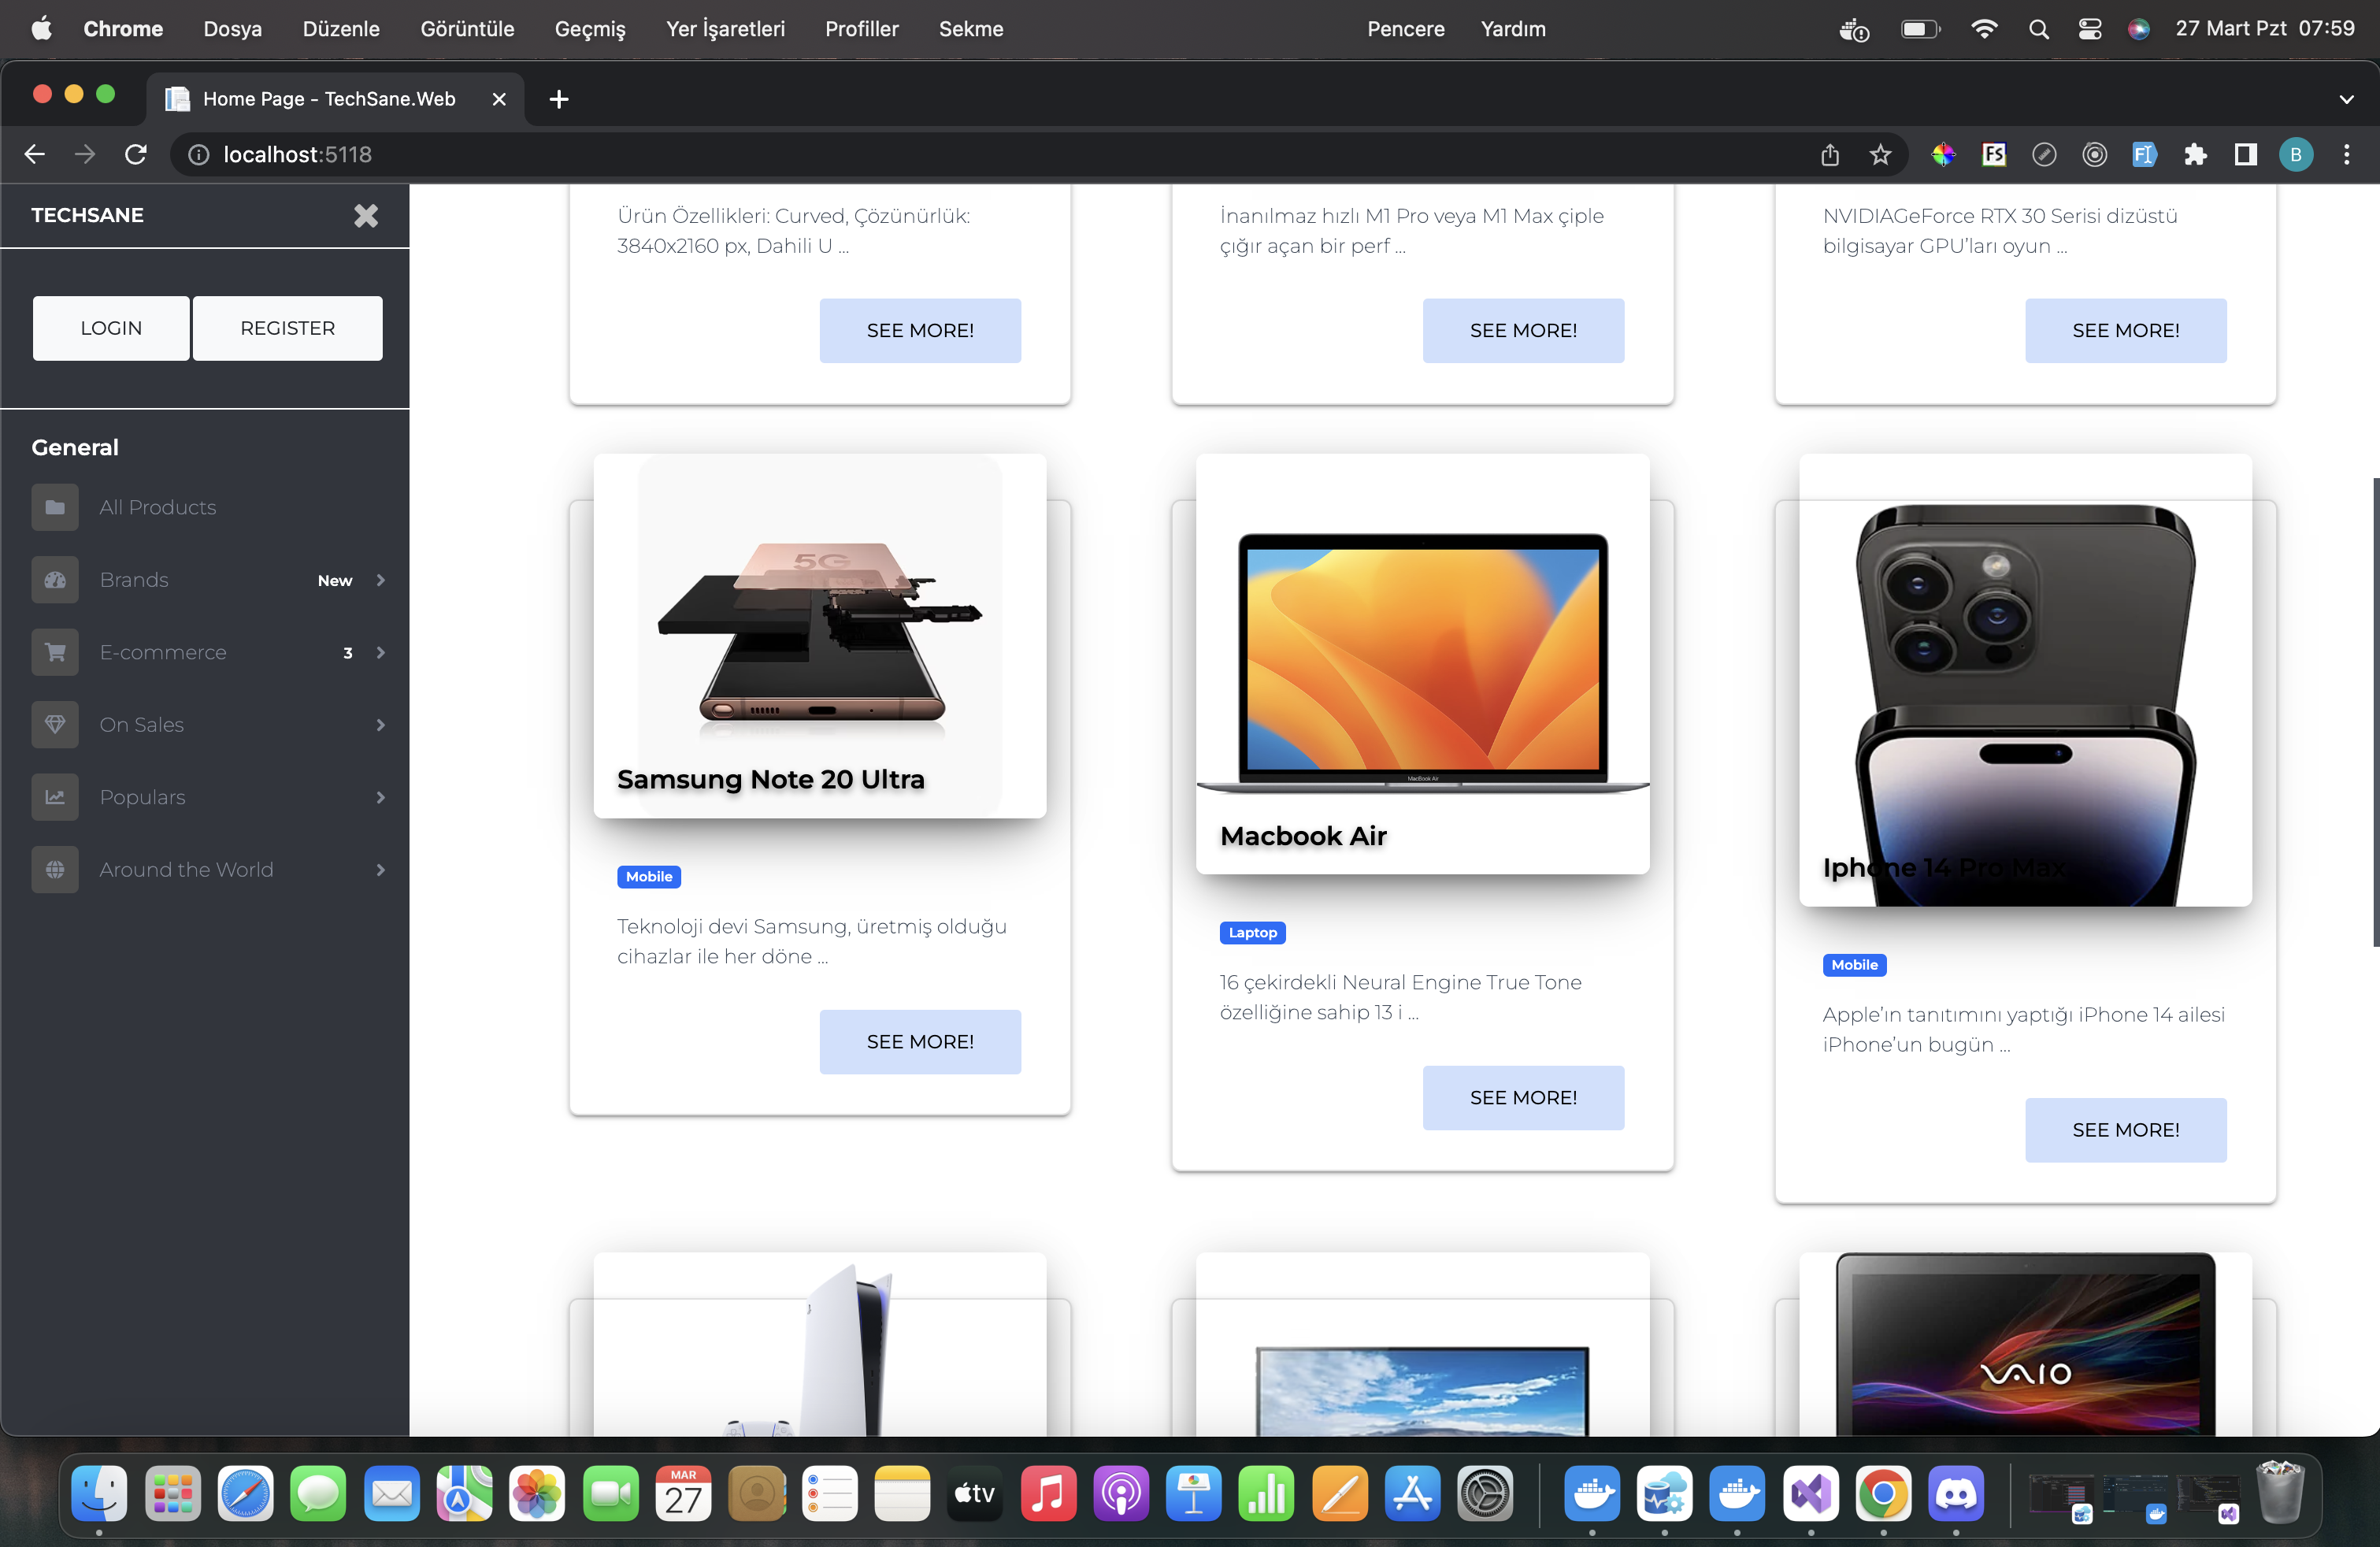 Chrome Dosya Düzenle Görüntüle Geçmiş Yer İşaretleri Profiller Sekme Pencere Yardım 27 Mart Pzt 07:59
Home Page - TechSane.Web
localhost:5118
FS
B
TECHSANE
LOGIN REGISTER
General
All Products
Brands New
E-commerce 3
On Sales
Populars
Around the World
Ürün Özellikleri: Curved, Çözünürlük:
3840x2160 px, Dahili U ...
SEE MORE!
İnanılmaz hızlı M1 Pro veya M1 Max çiple
çığır açan bir perf ...
SEE MORE!
NVIDIAGeForce RTX 30 Serisi dizüstü
bilgisayar GPU'ları oyun ...
SEE MORE!
5G
Samsung Note 20 Ultra
Mobile
Teknoloji devi Samsung, üretmiş olduğu
cihazlar ile her döne ...
SEE MORE!
MacBook Air
Macbook Air
Laptop
16 çekirdekli Neural Engine True Tone
özelliğine sahip 13 i ...
SEE MORE!
Iphone 14 Pro Max
Mobile
Apple'ın tanıtımını yaptığı iPhone 14 ailesi
iPhone'un bugün ...
SEE MORE!
VAIO
MAR
27
tv